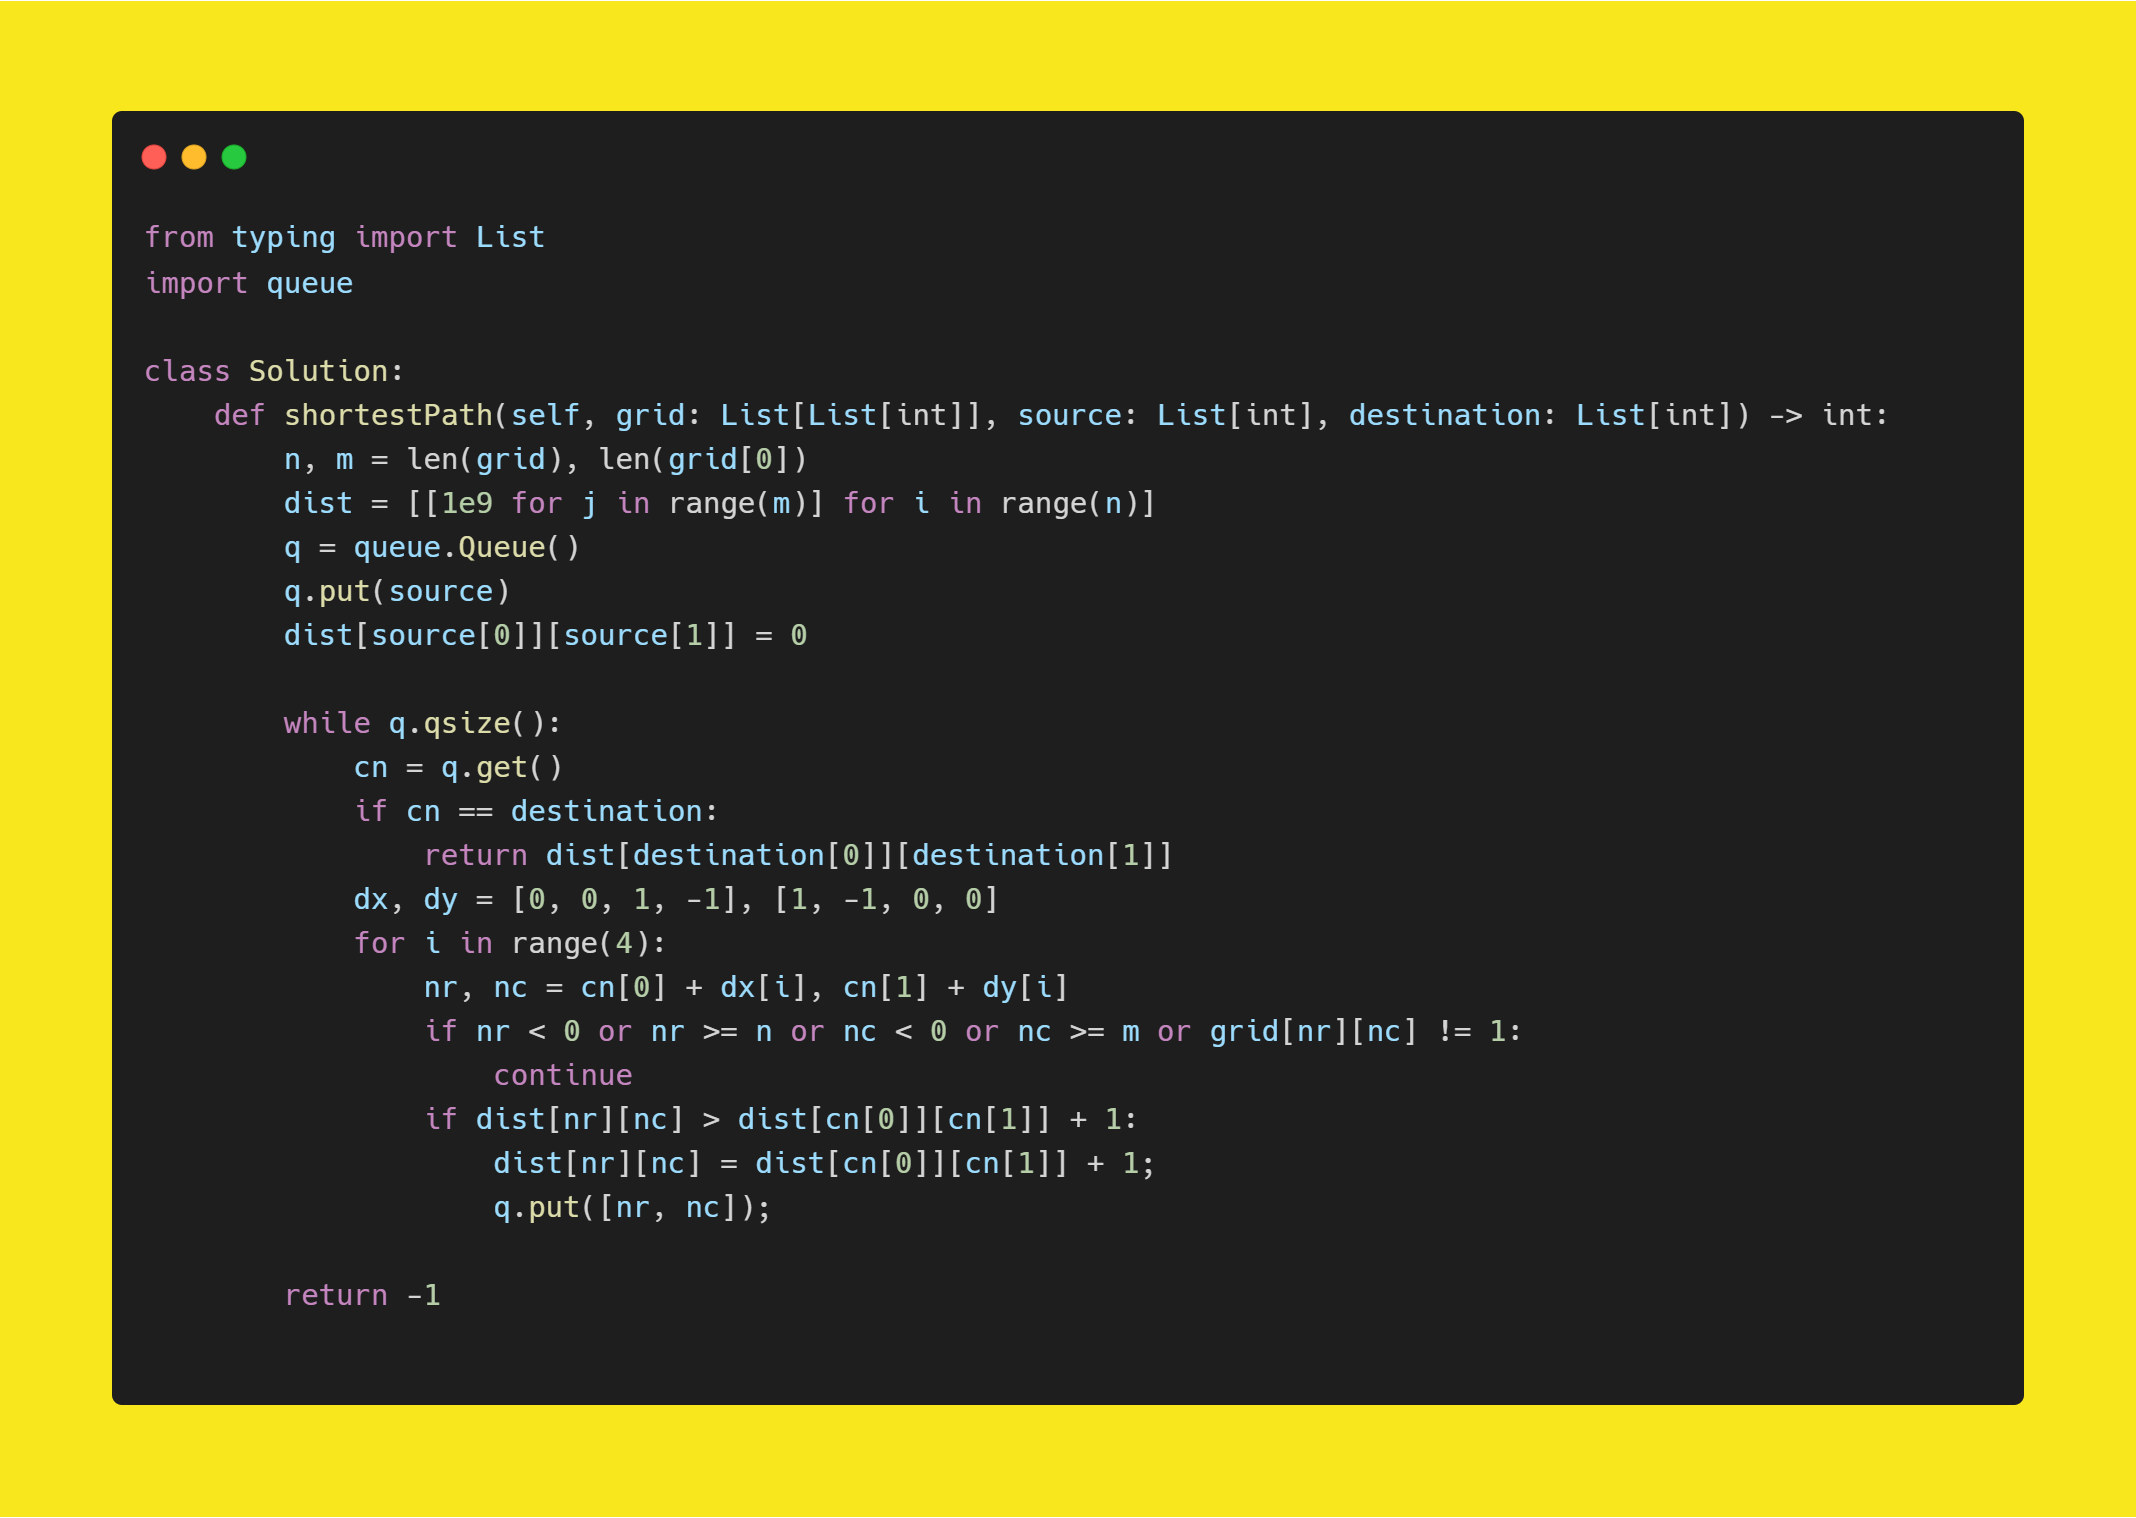 from typing import List
import queue

class Solution:
    def shortestPath(self, grid: List[List[int]], source: List[int], destination: List[int]) -> int:
        n, m = len(grid), len(grid[0])
        dist = [[1e9 for j in range(m)] for i in range(n)]
        q = queue.Queue()
        q.put(source)
        dist[source[0]][source[1]] = 0

        while q.qsize():
            cn = q.get()
            if cn == destination:
                return dist[destination[0]][destination[1]]
            dx, dy = [0, 0, 1, -1], [1, -1, 0, 0]
            for i in range(4):
                nr, nc = cn[0] + dx[i], cn[1] + dy[i]
                if nr < 0 or nr >= n or nc < 0 or nc >= m or grid[nr][nc] != 1:
                    continue
                if dist[nr][nc] > dist[cn[0]][cn[1]] + 1:
                    dist[nr][nc] = dist[cn[0]][cn[1]] + 1;
                    q.put([nr, nc]);

        return -1